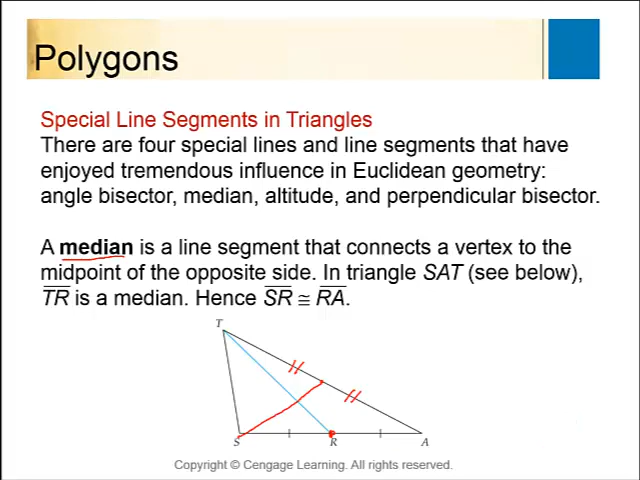 Polygons
Special Line Segments in Triangles
There are four special lines and line segments that have
enjoyed tremendous influence in Euclidean geometry:
angle bisector, median, altitude, and perpendicular bisector.
A median is a line segment that connects a vertex to the
midpoint of the opposite side. In triangle SAT (see below),
T̅R̅ is a median. Hence S̅R̅ ≅ R̅A̅.
T
S R A
Copyright © Cengage Learning. All rights reserved.